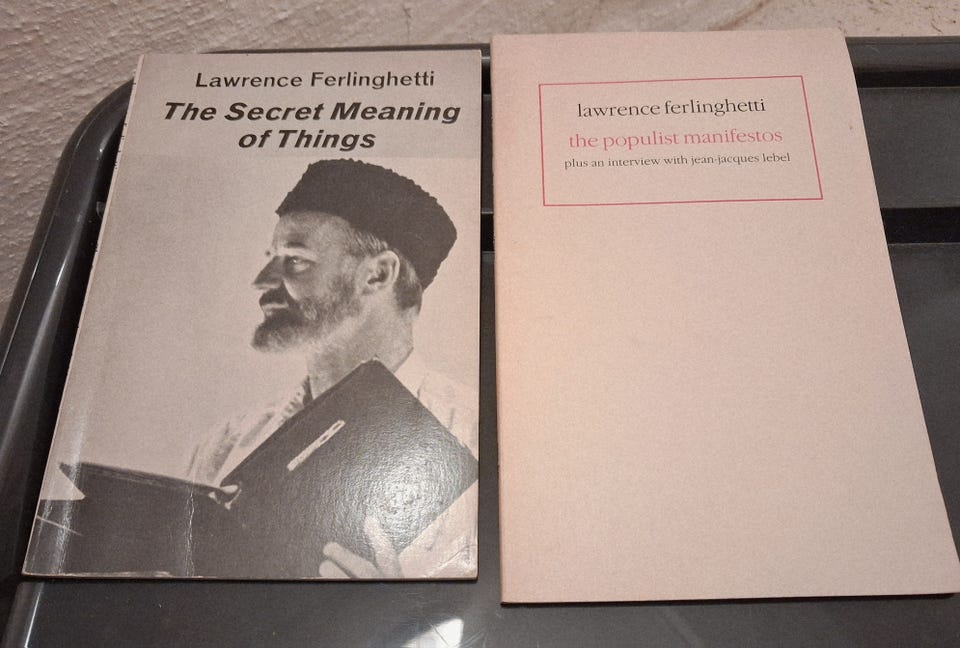 Lawrence Ferlinghetti
The Secret Meaning
of Things
lawrence ferlinghetti
the populist manifestos
plus an interview with jean-jacques lebel